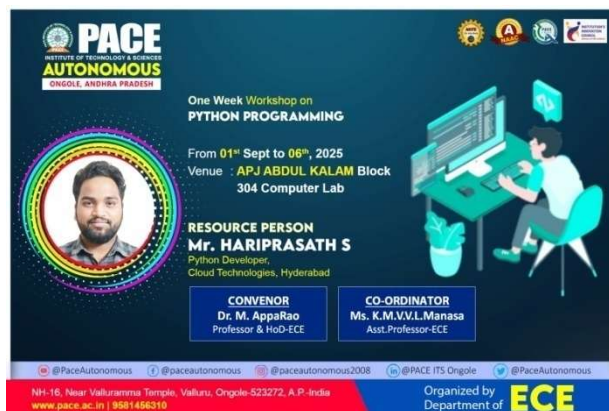 PACE
INSTITUTE OF TECHNOLOGY & SCIENCES
AUTONOMOUS
ONGOLE, ANDHRA PRADESH
NAAC
INSTITUTION'S
INNOVATION
COUNCIL
One Week Workshop on
PYTHON PROGRAMMING
From 01st Sept to 06th, 2025
Venue : APJ ABDUL KALAM Block
304 Computer Lab
RESOURCE PERSON
Mr. HARIPRASATH S
Python Developer,
Cloud Technologies, Hyderabad
CONVENOR
Dr. M. AppaRao
Professor & HoD-ECE
CO-ORDINATOR
Ms. K.M.V.V.L.Manasa
Asst.Professor-ECE
@PaceAutonomous @paceautonomous @paceautonomous2008 @PACE ITS Ongole @PaceAutonomous
NH-16, Near Valluramma Temple, Valluru, Ongole-523272, A.P.-India
www.pace.ac.in | 9581456310
Organized by
Department of ECE